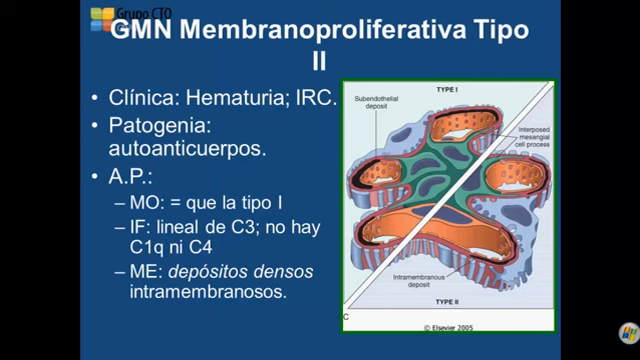 Grupo CTO
GMN Membranoproliferativa Tipo
II
• Clínica: Hematuria; IRC.
• Patogenia:
autoanticuerpos.
• A.P.:
– MO: = que la tipo I
– IF: lineal de C3; no hay
C1q ni C4
– ME: depósitos densos
intramembranosos.
TYPE I
Subendothelial
deposit
Interposed
mesangial
cell process
Intramembranous
deposit
TYPE II
C
© Elsevier 2005